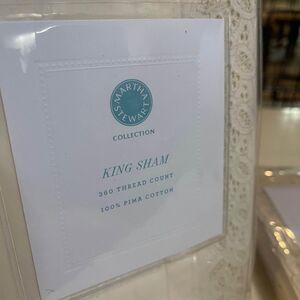 MARTHA
STEWART
COLLECTION
KING SHAM
360 THREAD COUNT
100% PIMA COTTON